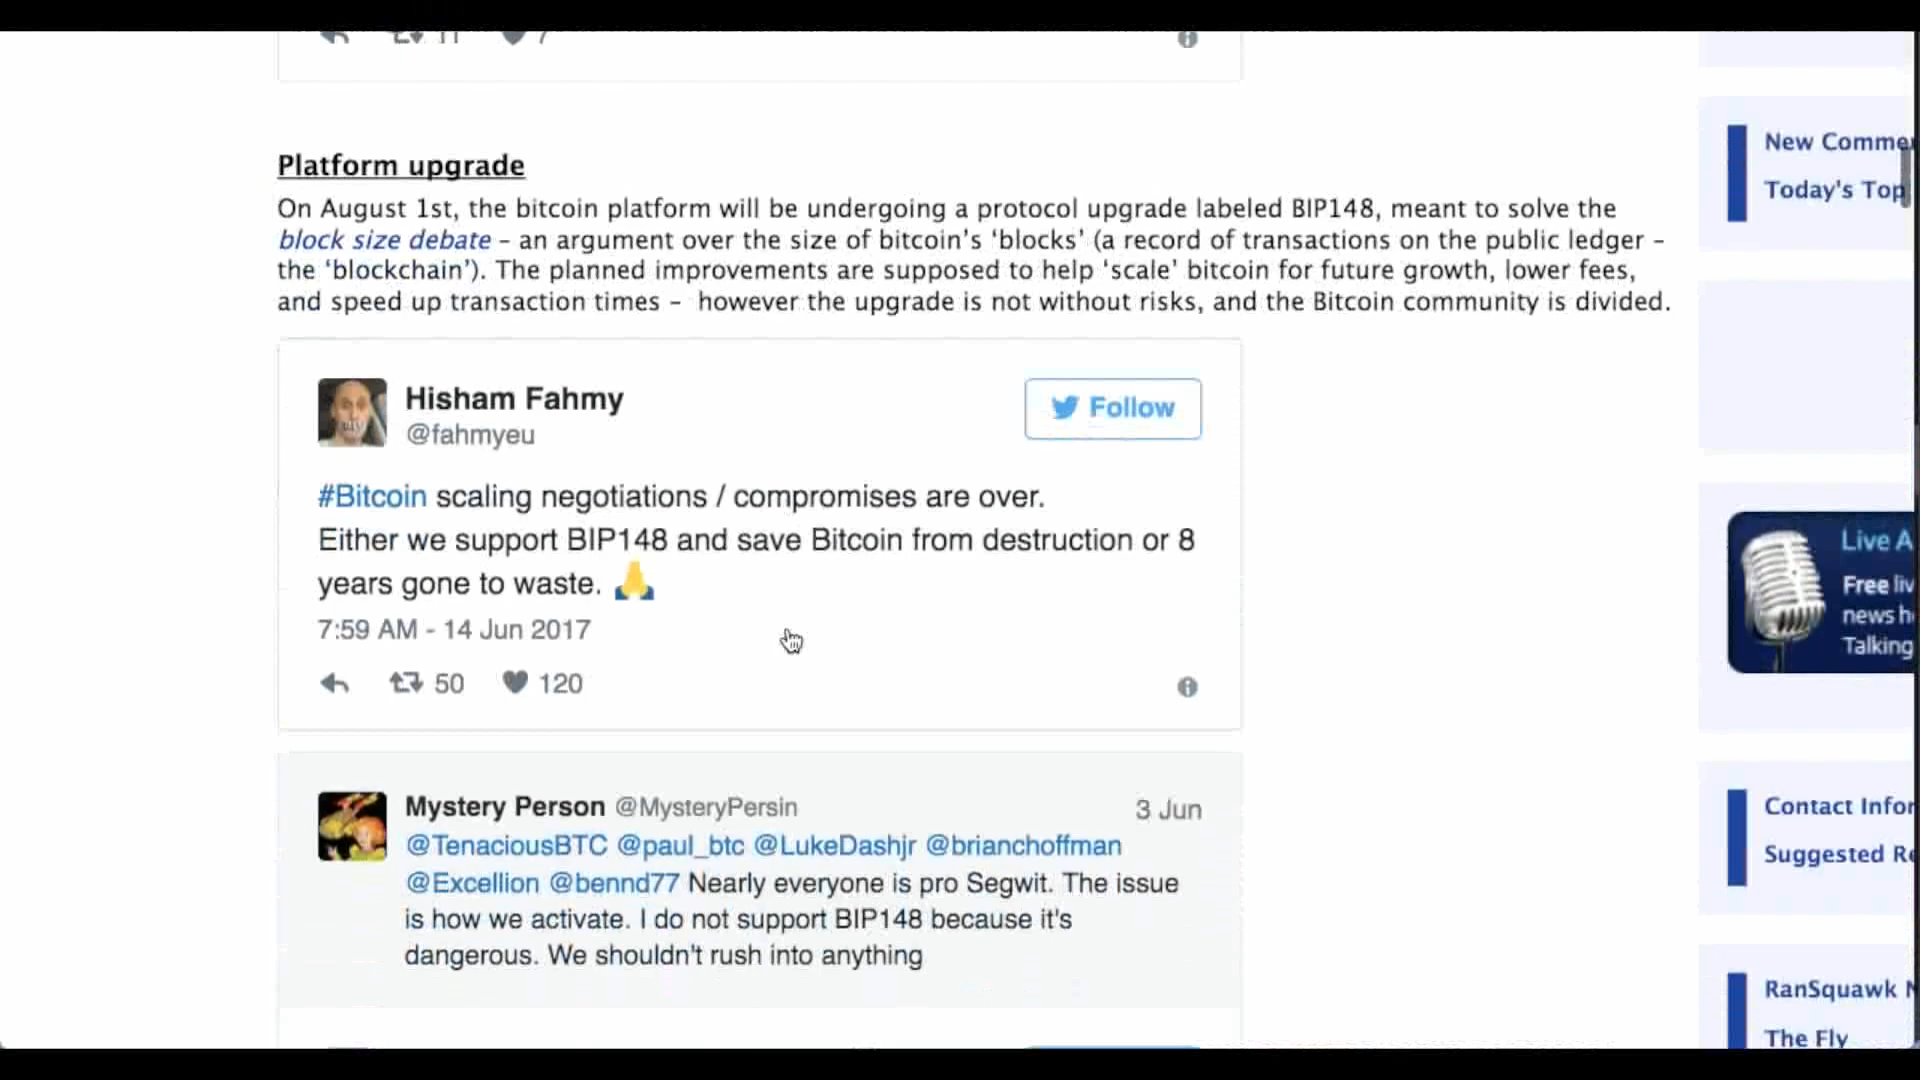 11 7
Platform upgrade
On August 1st, the bitcoin platform will be undergoing a protocol upgrade labeled BIP148, meant to solve the
block size debate – an argument over the size of bitcoin's 'blocks' (a record of transactions on the public ledger –
the 'blockchain'). The planned improvements are supposed to help 'scale' bitcoin for future growth, lower fees,
and speed up transaction times – however the upgrade is not without risks, and the Bitcoin community is divided.
Hisham Fahmy
@fahmyeu
Follow
#Bitcoin scaling negotiations / compromises are over.
Either we support BIP148 and save Bitcoin from destruction or 8
years gone to waste. 🙏
7:59 AM - 14 Jun 2017
50 120
Mystery Person @MysteryPersin 3 Jun
@TenaciousBTC @paul_btc @LukeDashjr @brianchoffman
@Excellion @bennd77 Nearly everyone is pro Segwit. The issue
is how we activate. I do not support BIP148 because it's
dangerous. We shouldn't rush into anything
New Comme
Today's Top
Live A
Free liv
news h
Talking
Contact Infor
Suggested Re
RanSquawk N
The Fly